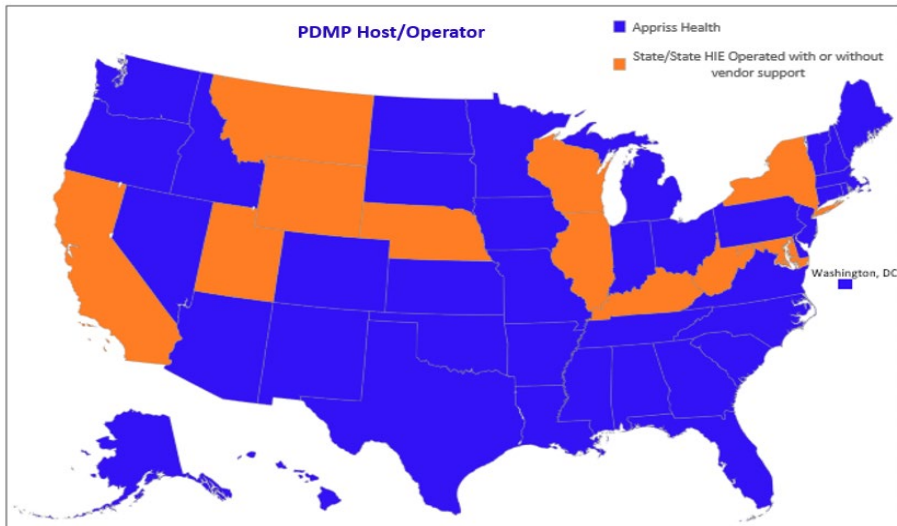 PDMP Host/Operator
Appriss Health
State/State HIE Operated with or without
vendor support
Washington, DC